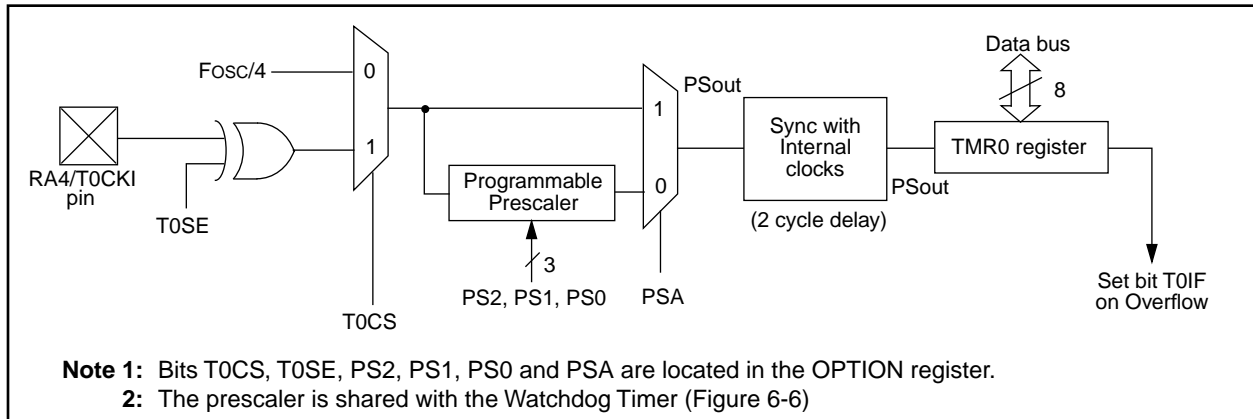 Data bus
8
FOSC/4
0
1
RA4/T0CKI
pin
T0SE
T0CS
Programmable
Prescaler
3
PS2, PS1, PS0
1
0
PSA
PSout
Sync with
Internal
clocks
(2 cycle delay)
PSout
TMR0 register
Set bit T0IF
on Overflow
Note 1: Bits T0CS, T0SE, PS2, PS1, PS0 and PSA are located in the OPTION register.
2: The prescaler is shared with the Watchdog Timer (Figure 6-6)